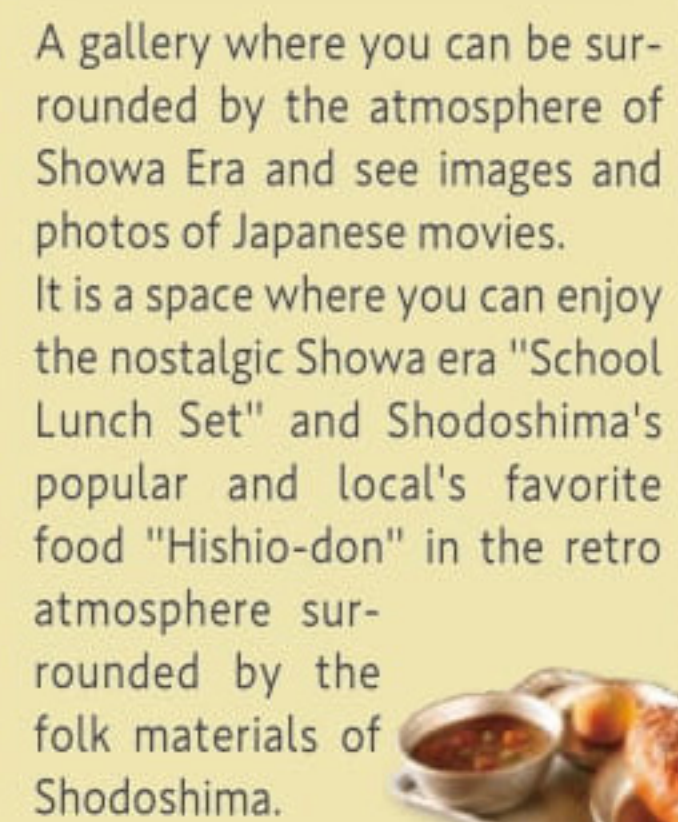 A gallery where you can be sur-
rounded by the atmosphere of
Showa Era and see images and
photos of Japanese movies.
It is a space where you can enjoy
the nostalgic Showa era "School
Lunch Set" and Shodoshima's
popular and local's favorite
food "Hishio-don" in the retro
atmosphere sur-
rounded by the
folk materials of
Shodoshima.